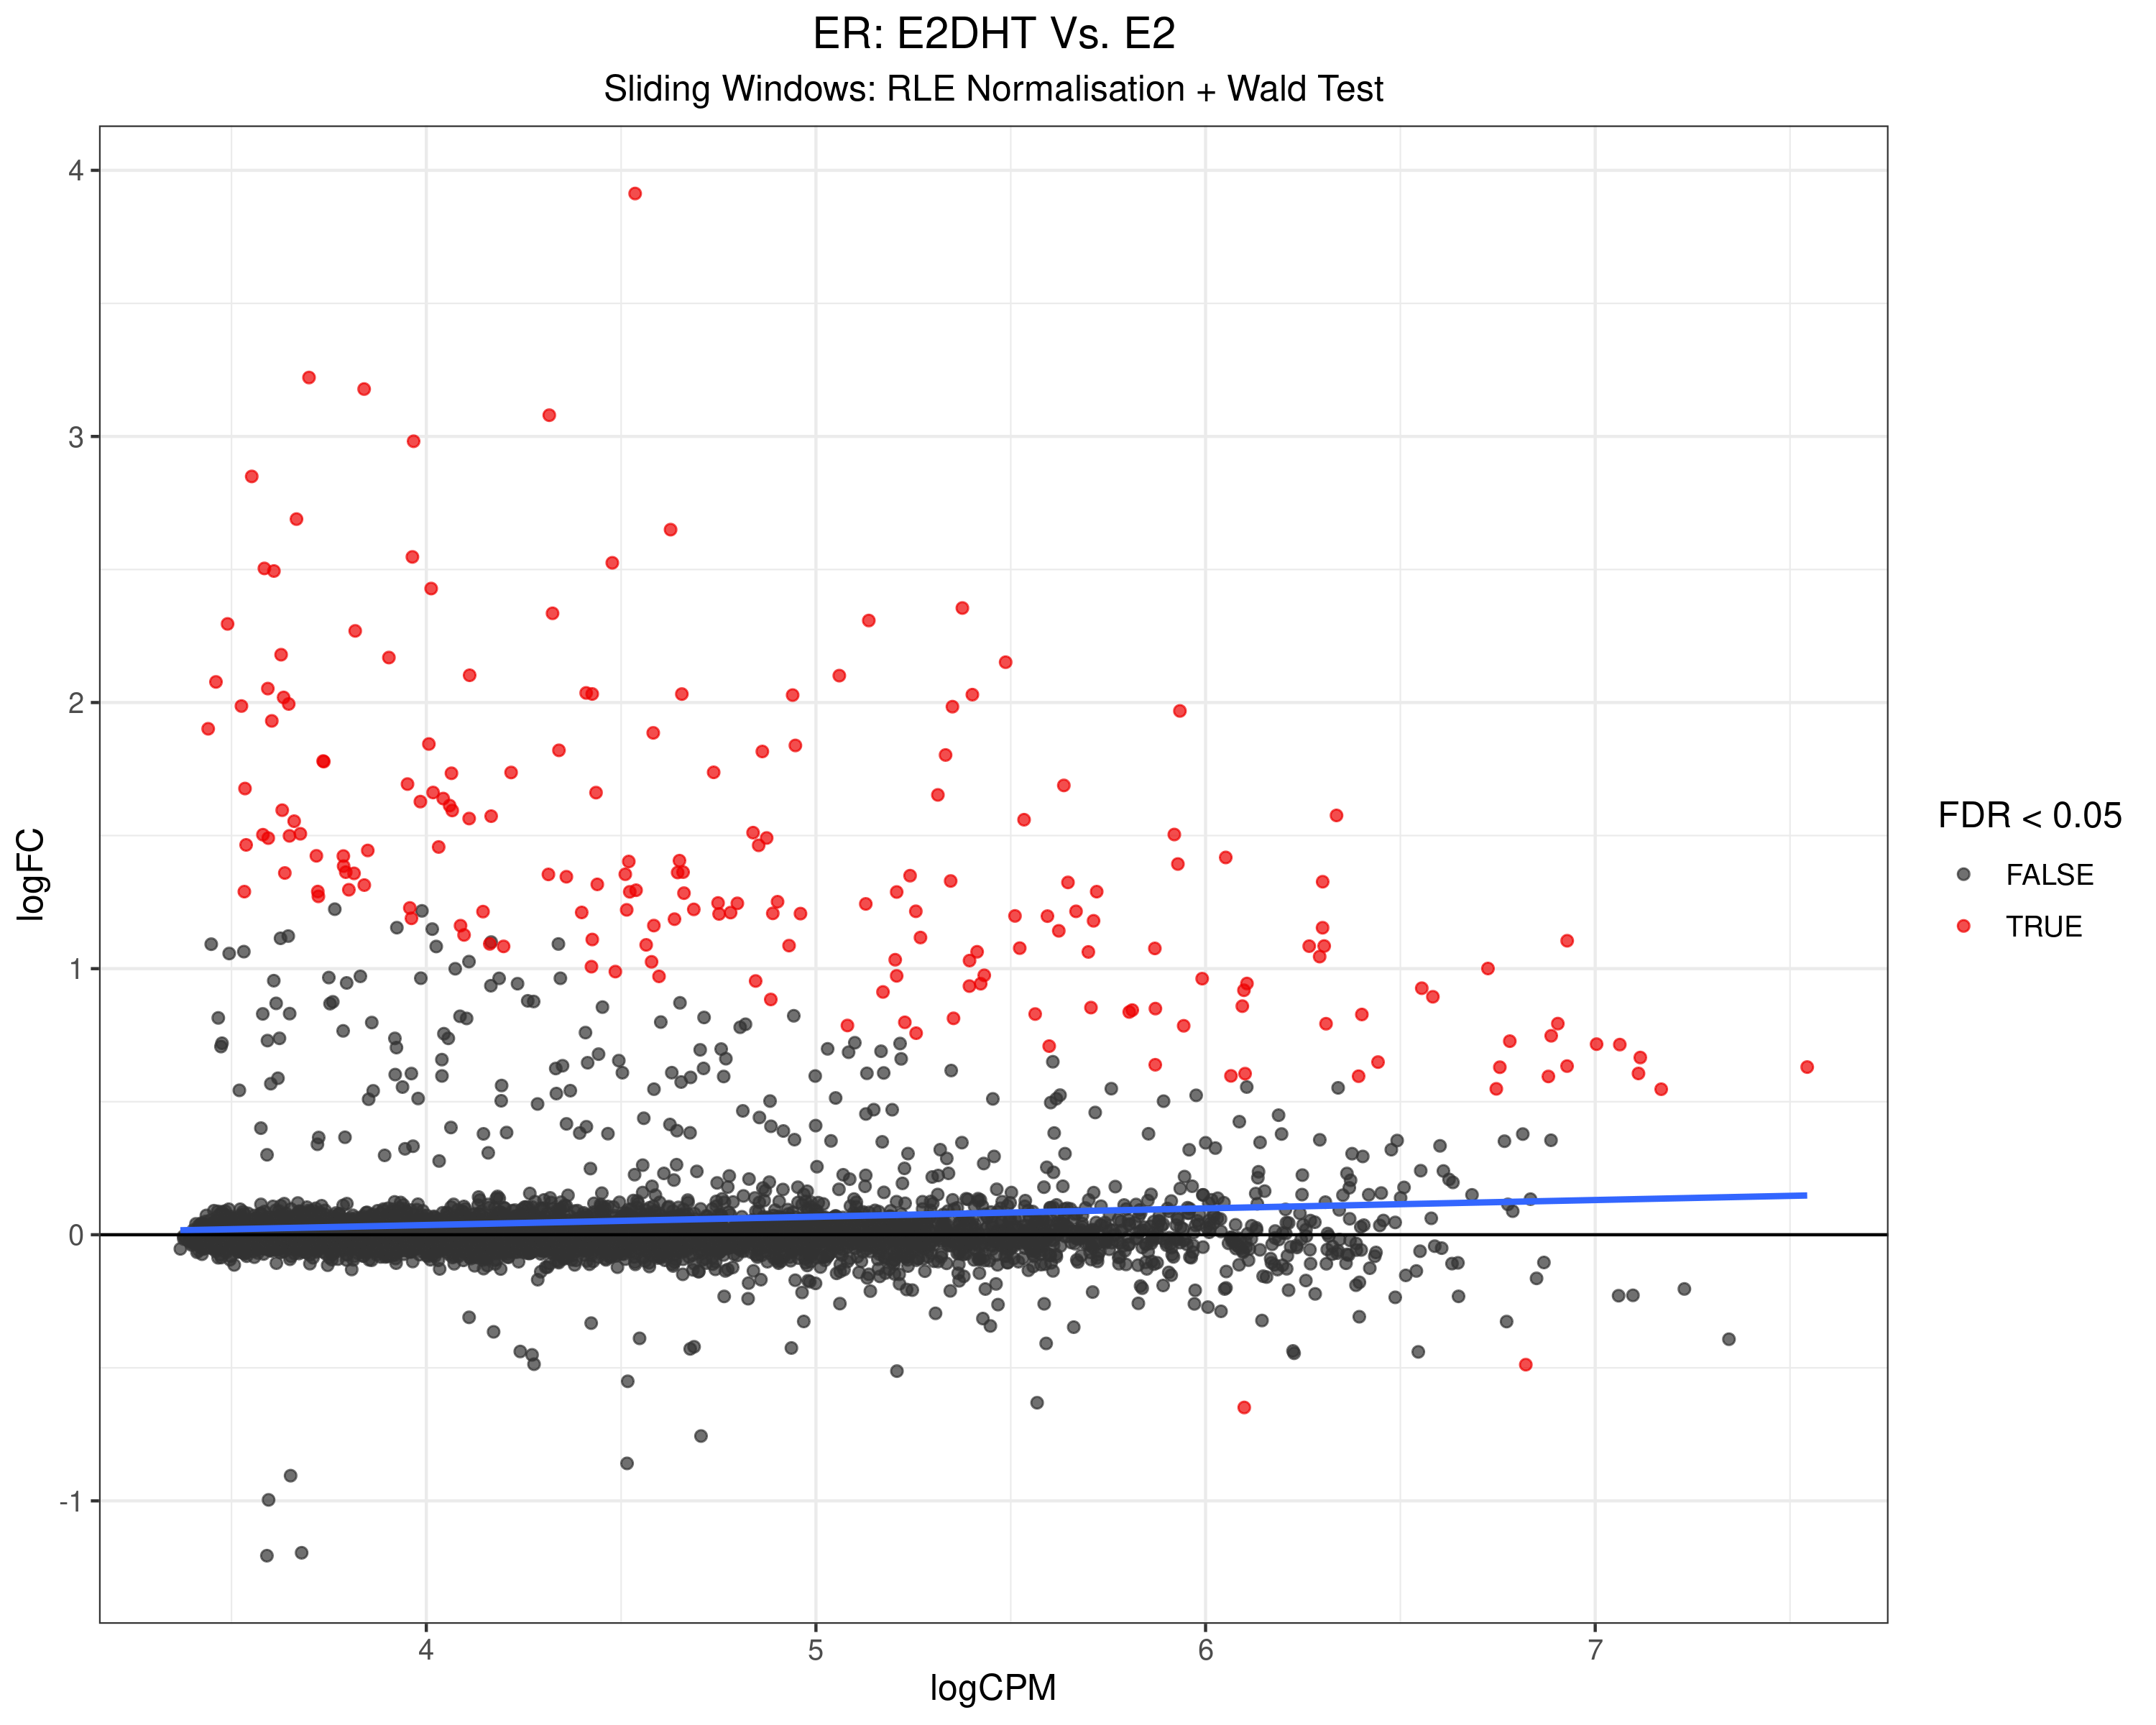 ER: E2DHT Vs. E2
Sliding Windows: RLE Normalisation + Wald Test
4
3
2
1
0
-1
logFC
4 5 6 7
logCPM
FDR < 0.05
FALSE
TRUE